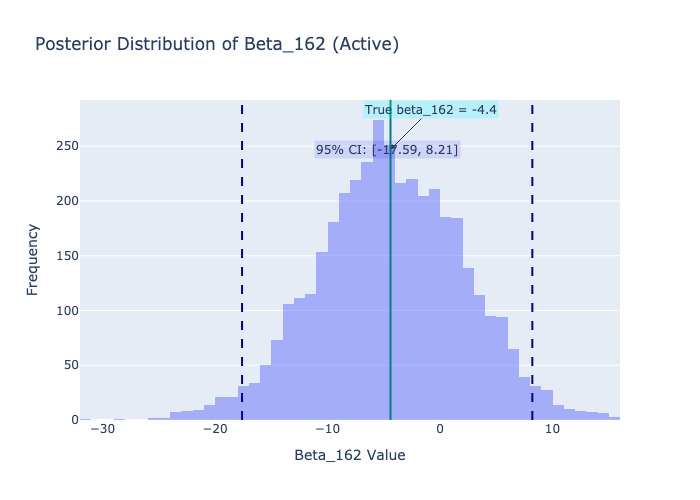 Posterior Distribution of Beta_162 (Active)
True beta_162 = -4.4
95% CI: [-17.59, 8.21]
Frequency
250
200
150
100
50
0
−30
−20
−10
0
10
Beta_162 Value